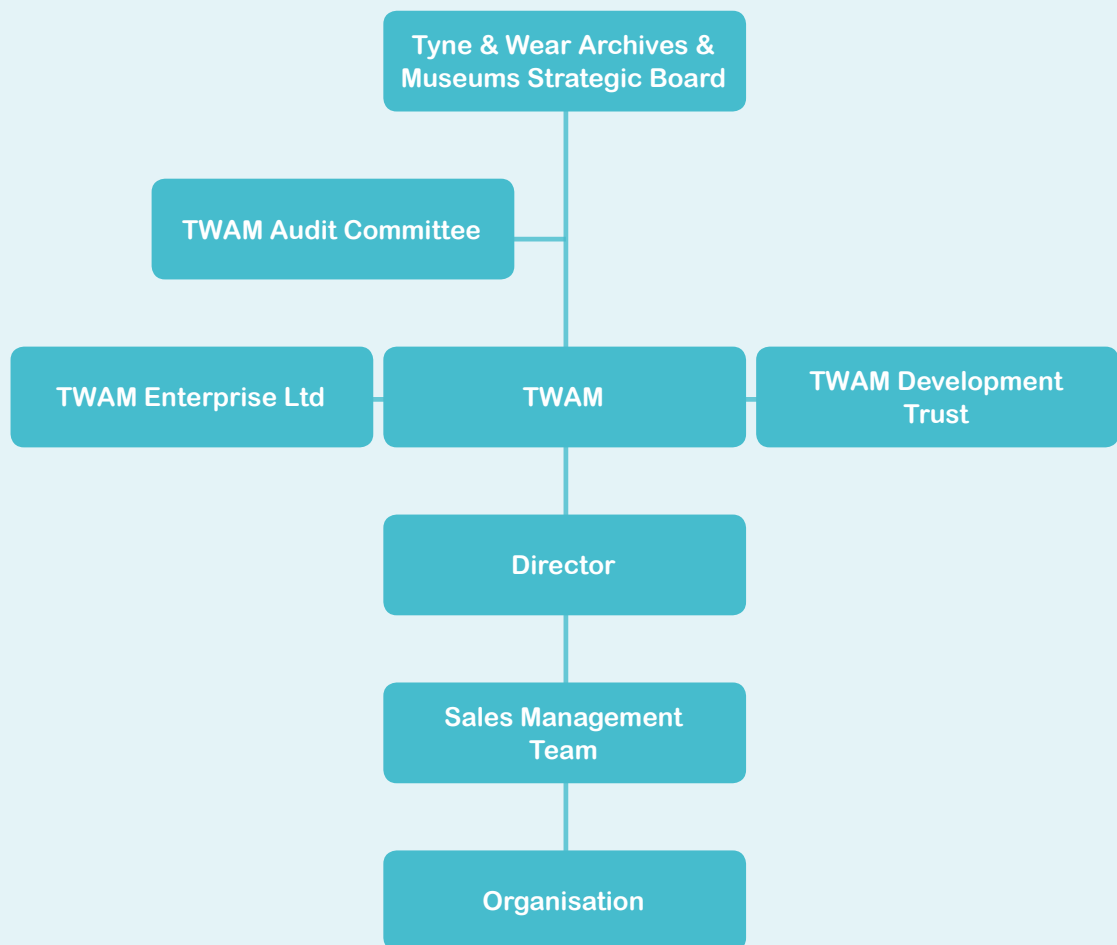 Tyne & Wear Archives &
Museums Strategic Board
TWAM Audit Committee
TWAM Enterprise Ltd
TWAM
TWAM Development
Trust
Director
Sales Management
Team
Organisation